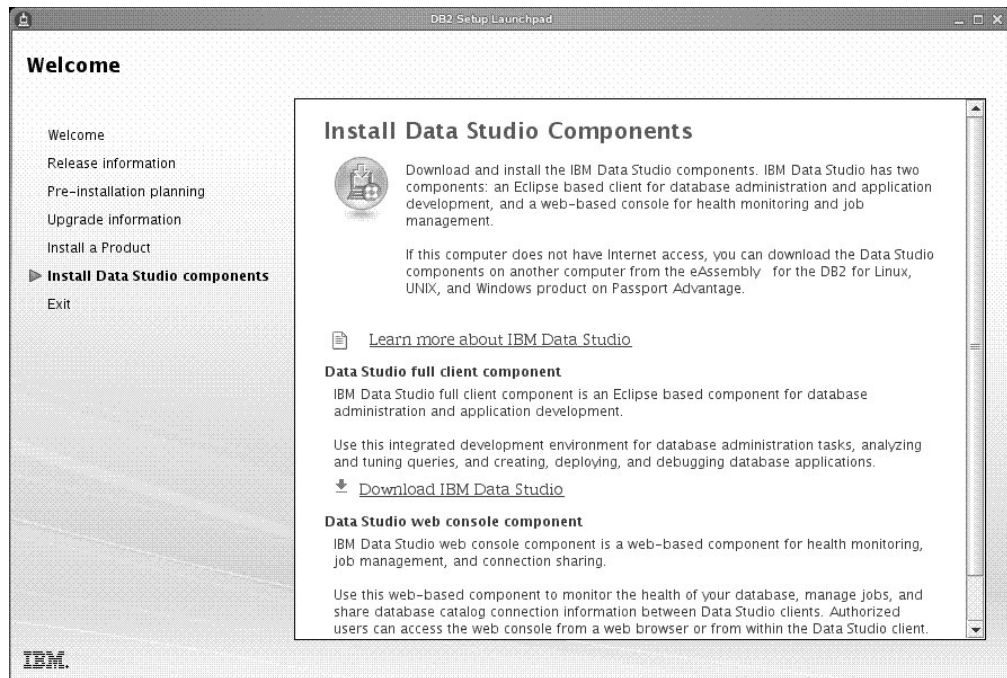 DB2 Setup Launchpad
Welcome
Welcome
Release information
Pre-installation planning
Upgrade information
Install a Product
Install Data Studio components
Exit
Install Data Studio Components
Download and install the IBM Data Studio components. IBM Data Studio has two
components: an Eclipse based client for database administration and application
development, and a web-based console for health monitoring and job
management.
If this computer does not have Internet access, you can download the Data Studio
components on another computer from the eAssembly for the DB2 for Linux,
UNIX, and Windows product on Passport Advantage.
Learn more about IBM Data Studio
Data Studio full client component
IBM Data Studio full client component is an Eclipse based component for database
administration and application development.
Use this integrated development environment for database administration tasks, analyzing
and tuning queries, and creating, deploying, and debugging database applications.
Download IBM Data Studio
Data Studio web console component
IBM Data Studio web console component is a web-based component for health monitoring,
job management, and connection sharing.
Use this web-based component to monitor the health of your database, manage jobs, and
share database catalog connection information between Data Studio clients. Authorized
users can access the web console from a web browser or from within the Data Studio client.
IBM.